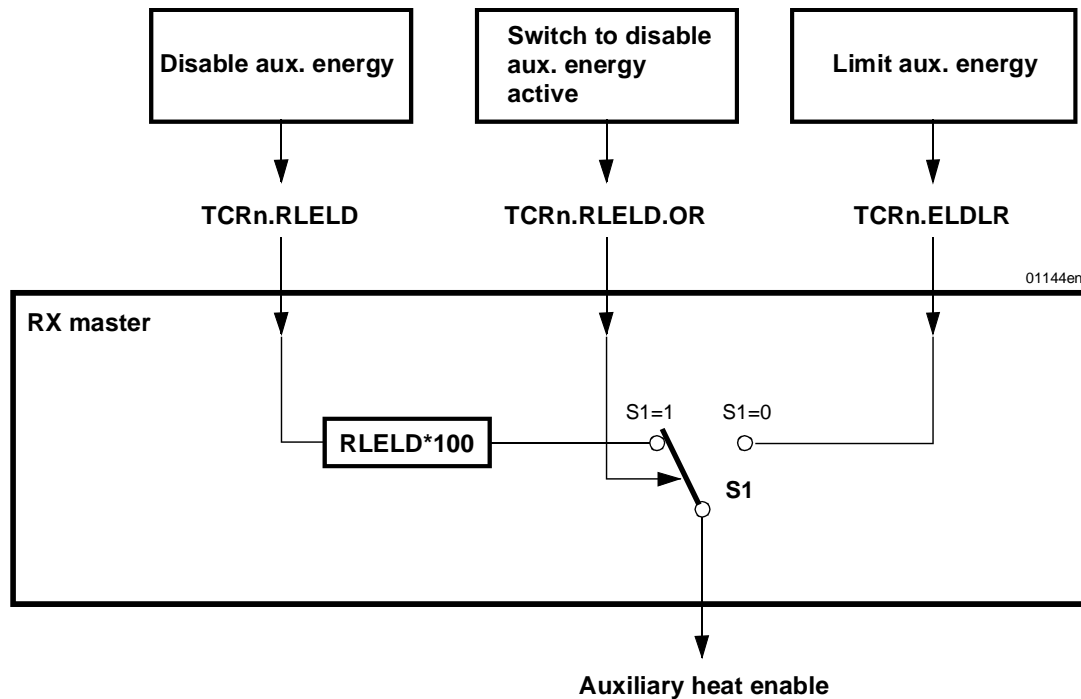 Disable aux. energy
Switch to disable
aux. energy
active
Limit aux. energy
TCRn.RLELD
TCRn.RLELD.OR
TCRn.ELDLR
01144en
RX master
S1=1
S1=0
RLELD*100
S1
Auxiliary heat enable